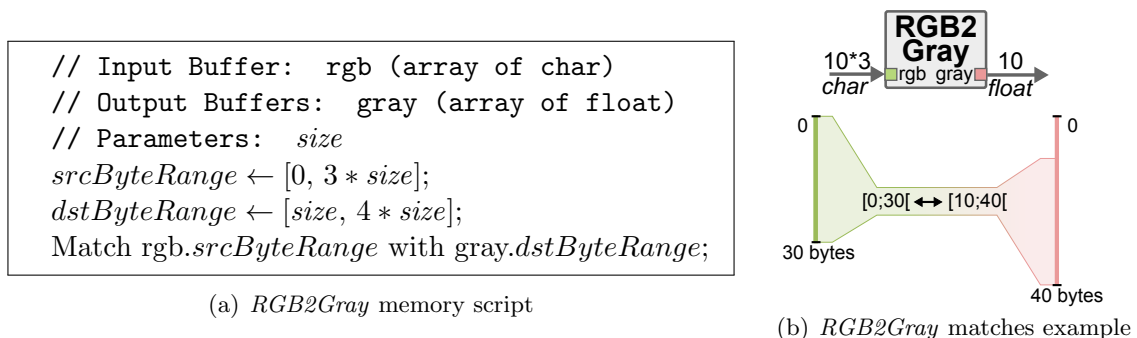 // Input Buffer: rgb (array of char)
// Output Buffers: gray (array of float)
// Parameters: size
srcByteRange ← [0, 3 * size];
dstByteRange ← [size, 4 * size];
Match rgb.srcByteRange with gray.dstByteRange;
(a) RGB2Gray memory script
RGB2
Gray
10*3
char
rgb gray
10
float
0
0
[0;30[ ↔ [10;40[
30 bytes
40 bytes
(b) RGB2Gray matches example